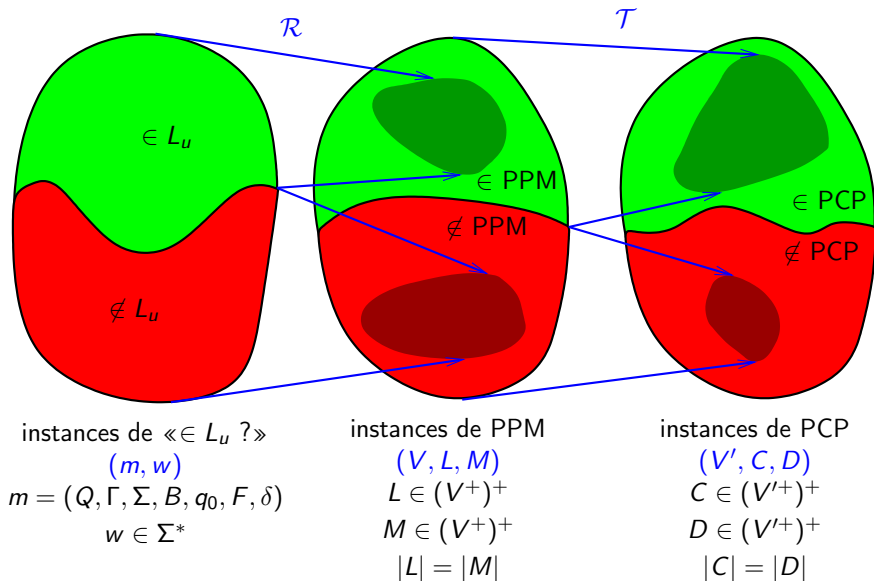 ℛ
𝒯
∈ L_u
∈ PPM
∈ PCP
∉ PPM
∉ PCP
∉ L_u
instances de «∈ L_u ?»
(m, w)
m = (Q, Γ, Σ, B, q_0, F, δ)
w ∈ Σ*
instances de PPM
(V, L, M)
L ∈ (V^+)^+
M ∈ (V^+)^+
|L| = |M|
instances de PCP
(V′, C, D)
C ∈ (V′^+)^+
D ∈ (V′^+)^+
|C| = |D|